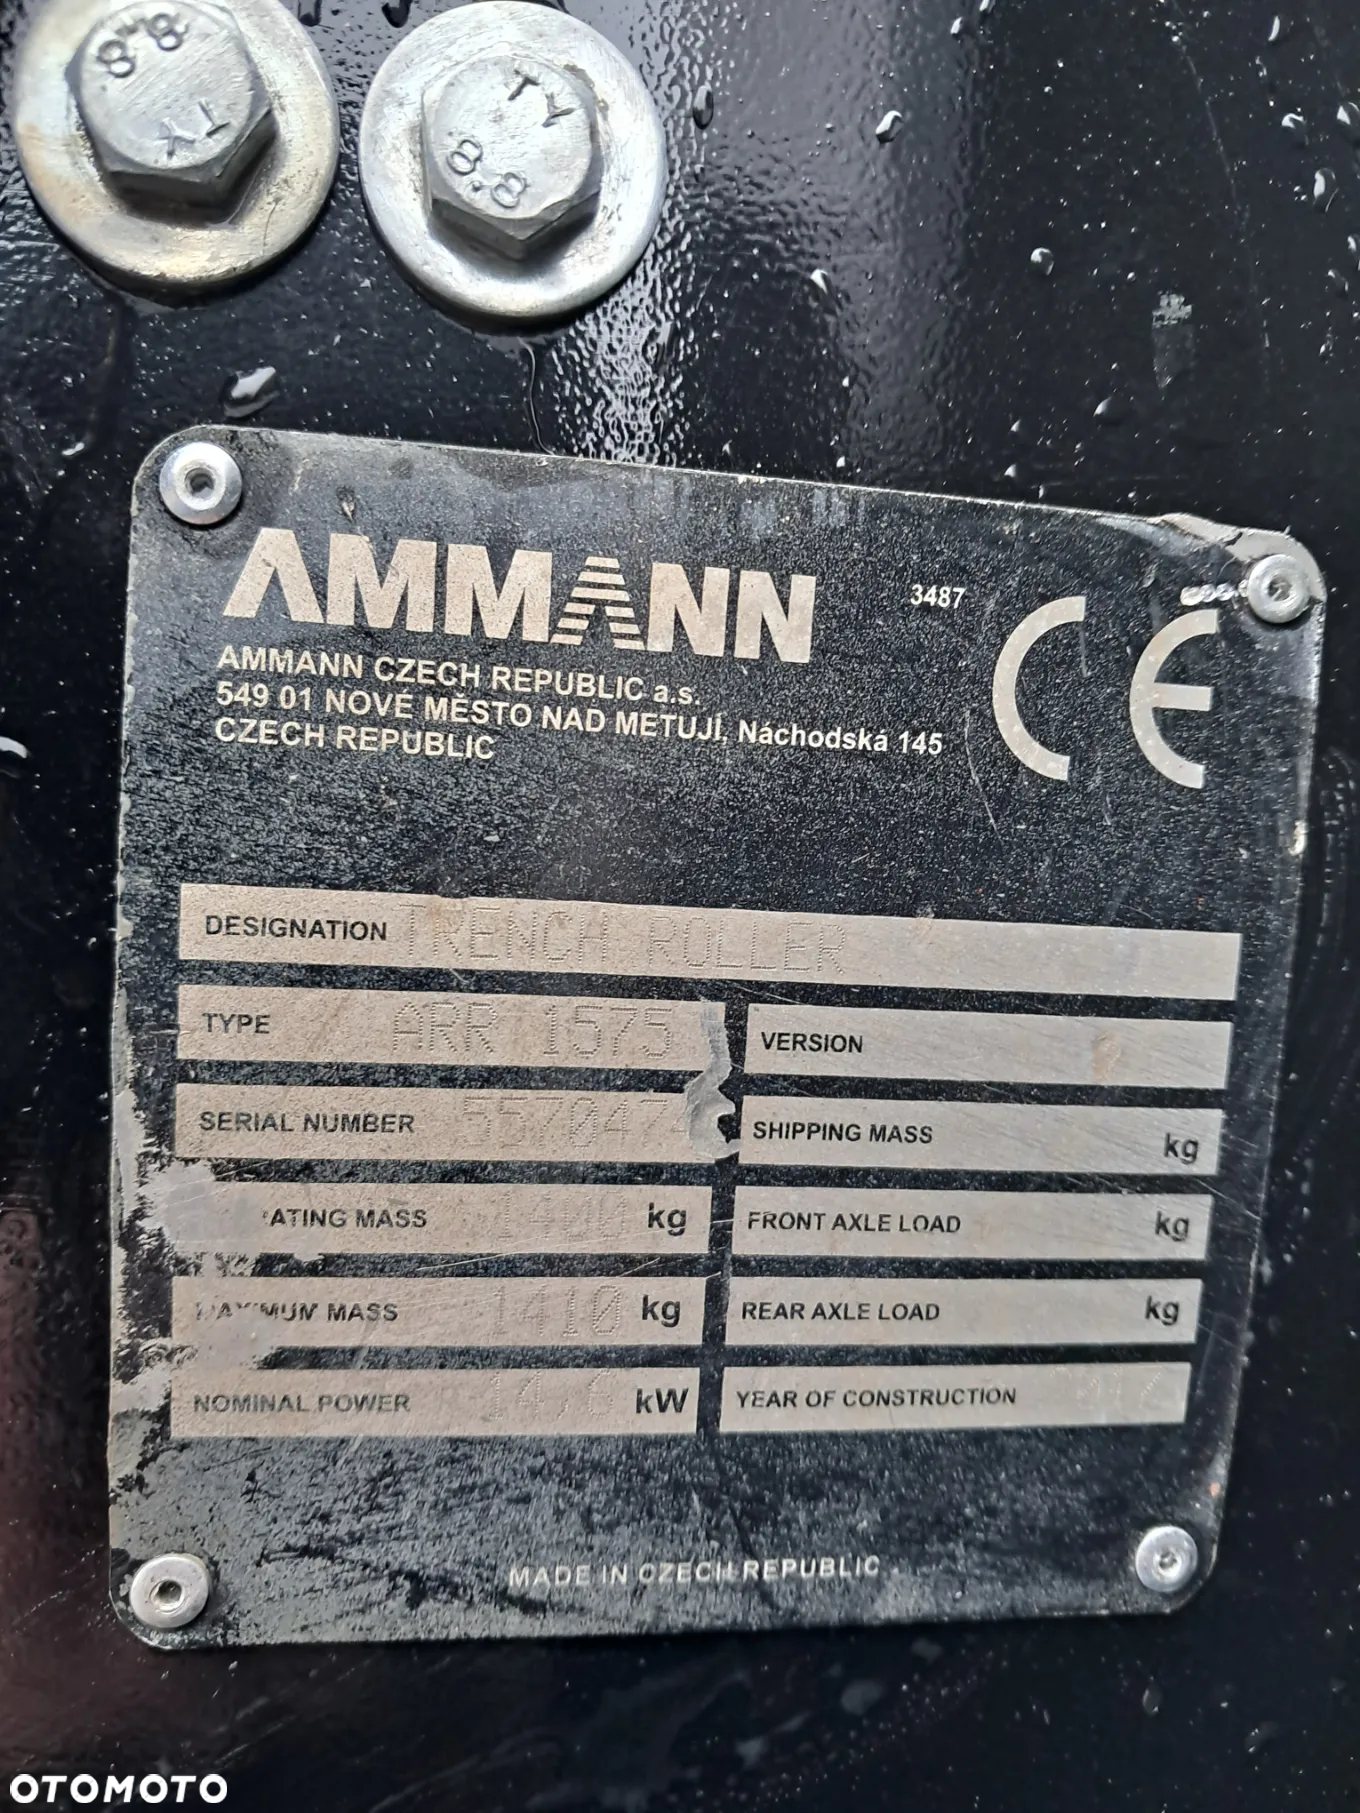 8.8
TY
TY
8.8
AMMANN
3487
CE
AMMANN CZECH REPUBLIC a.s.
549 01 NOVÉ MĚSTO NAD METUJÍ, Náchodská 145
CZECH REPUBLIC
DESIGNATION TRENCH ROLLER
TYPE ARR 1575
VERSION
SERIAL NUMBER
SHIPPING MASS kg
MASS 1400 kg
FRONT AXLE LOAD kg
MAXIMUM MASS 1410 kg
REAR AXLE LOAD kg
NOMINAL POWER 14,6 kW
YEAR OF CONSTRUCTION
MADE IN CZECH REPUBLIC
OTOMOTO